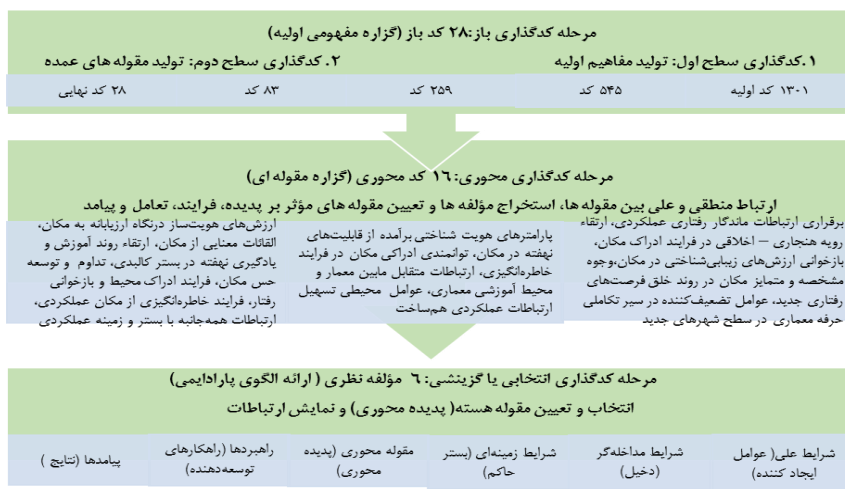 مرحله کدگذاری باز: ۲۸ کد باز (گزاره مفهومی اولیه)
۱.کدگذاری سطح اول: تولید مفاهیم اولیه
۲. کدگذاری سطح دوم: تولید مقوله های عمده
۱۳۰۱ کد اولیه
۵۴۵ کد
۲۵۹ کد
۸۳ کد
۲۸ کد نهایی
مرحله کدگذاری محوری: ۱۶ کد محوری (گزاره مقوله ای)
ارتباط منطقی و علی بین مقوله ها، استخراج مؤلفه ها و تعیین مقوله های مؤثر بر پدیده، فرایند، تعامل و پیامد
برقراری ارتباطات ماندگار رفتاری عملکردی، ارتقاء
رویه هنجاری – اخلاقی در فرایند ادراک مکان،
بازخوانی ارزش‌های زیبایی‌شناختی در مکان،وجوه
مشخصه و متمایز مکان در روند خلق فرصت‌های
رفتاری جدید، عوامل تضعیف‌کننده در سیر تکاملی
حرفه معماری در سطح شهرهای جدید
پارامترهای هویت شناختی برآمده از قابلیت‌های
نهفته در مکان، توانمندی ادراکی مکان در فرایند
خاطره‌انگیزی، ارتباطات متقابل مابین معمار و
محیط آموزشی معماری، عوامل محیطی تسهیل
ارتباطات عملکردی هم‌ساخت
ارزش‌های هویت‌ساز درنگاه ارزیابانه به مکان،
القائات معنایی از مکان، ارتقاء روند آموزش و
یادگیری نهفته در بستر کالبدی، تداوم و توسعه
حس مکان، فرایند ادراک محیط و بازخوانی
رفتار، فرایند خاطره‌انگیزی از مکان عملکردی،
ارتباطات همه‌جانبه با بستر و زمینه عملکردی
مرحله کدگذاری انتخابی یا گزینشی: ۶ مؤلفه نظری ( ارائه الگوی پارادایمی)
انتخاب و تعیین مقوله هسته( پدیده محوری) و نمایش ارتباطات
شرایط علی( عوامل
ایجاد کننده)
شرایط مداخله‌گر
(دخیل)
شرایط زمینه‌ای (بستر
حاکم)
مقوله محوری (پدیده
محوری)
راهبردها (راهکارهای
توسعه‌دهنده)
پیامدها (نتایج )